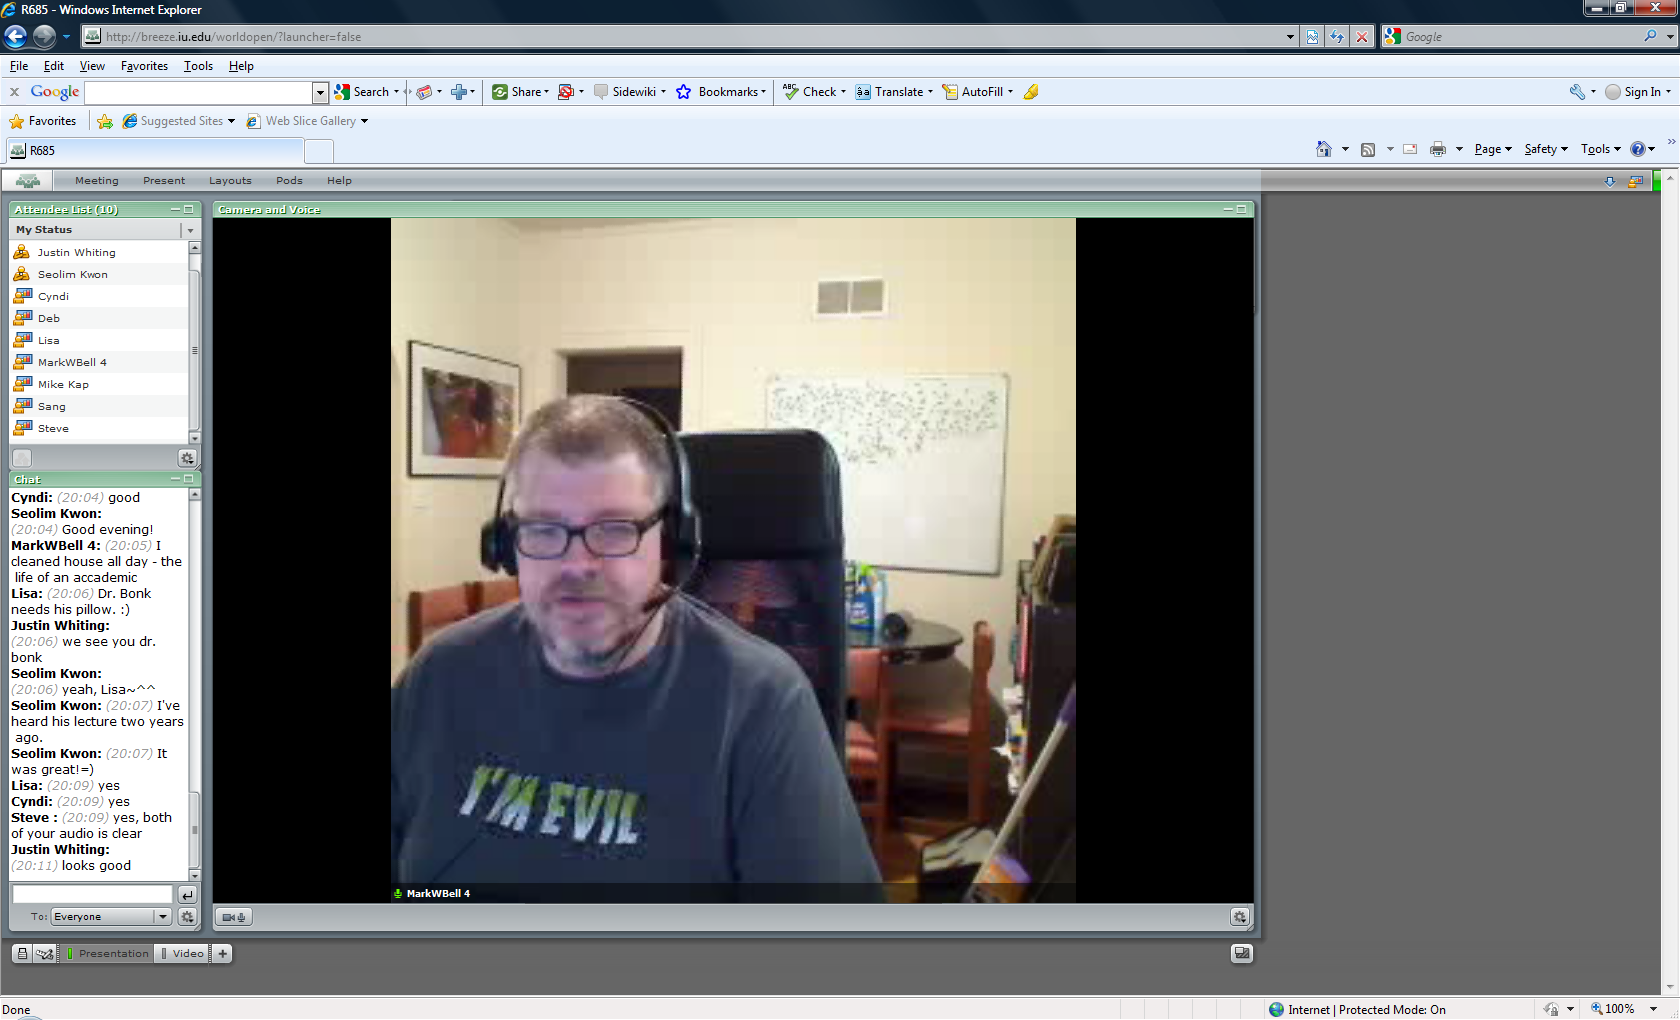 R685 - Windows Internet Explorer
http://breeze.iu.edu/worldopen/?launcher=false
Google
File Edit View Favorites Tools Help
x Google Search Share Sidewiki Bookmarks Check Translate AutoFill Sign In
Favorites Suggested Sites Web Slice Gallery
R685
Page Safety Tools
Meeting Present Layouts Pods Help
Attendee List (10)
My Status
Justin Whiting
Seolim Kwon
Cyndi
Deb
Lisa
MarkWBell 4
Mike Kap
Sang
Steve
Chat
Cyndi: (20:04) good
Seolim Kwon:
(20:04) Good evening!
MarkWBell 4: (20:05) I
cleaned house all day - the
life of an accademic
Lisa: (20:06) Dr. Bonk
needs his pillow. :)
Justin Whiting:
(20:06) we see you dr.
bonk
Seolim Kwon:
(20:06) yeah, Lisa~^^
Seolim Kwon: (20:07) I've
heard his lecture two years
ago.
Seolim Kwon: (20:07) It
was great!=)
Lisa: (20:09) yes
Cyndi: (20:09) yes
Steve : (20:09) yes, both
of your audio is clear
Justin Whiting:
(20:11) looks good
To: Everyone
Camera and Voice
I'M EVIL
MarkWBell 4
Presentation Video +
Done
Internet | Protected Mode: On
100%